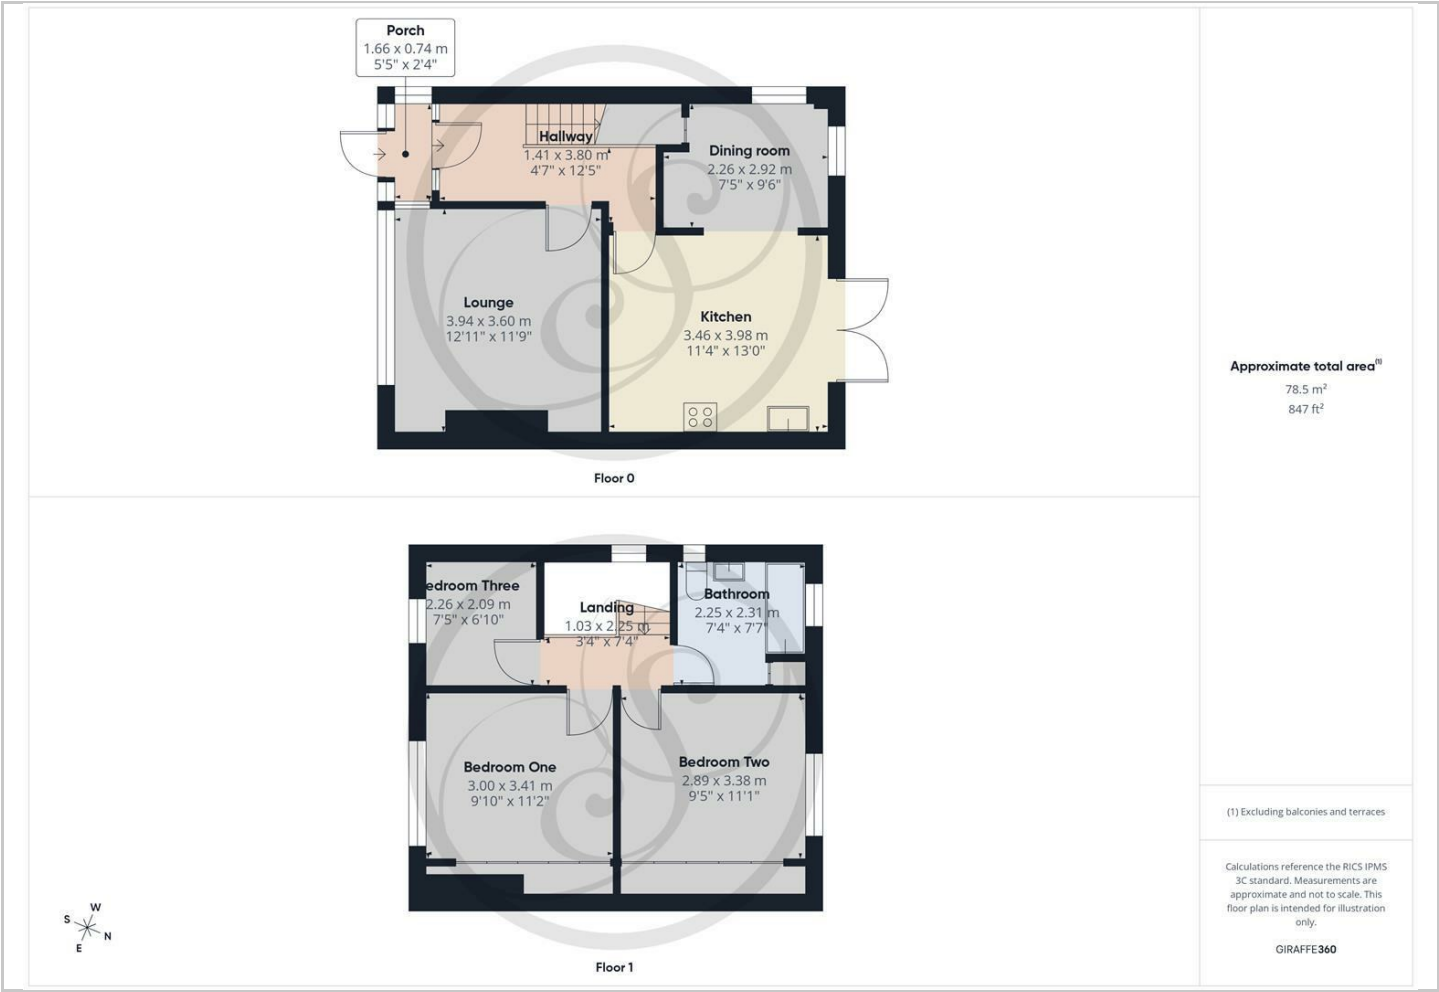 Porch
1.66 x 0.74 m
5'5" x 2'4"
Hallway
1.41 x 3.80 m
4'7" x 12'5"
Dining room
2.26 x 2.92 m
7'5" x 9'6"
Lounge
3.94 x 3.60 m
12'11" x 11'9"
Kitchen
3.46 x 3.98 m
11'4" x 13'0"
Floor 0
Approximate total area(1)
78.5 m²
847 ft²
edroom Three
2.26 x 2.09 m
7'5" x 6'10"
Landing
1.03 x 2.25 m
3'4" x 7'4"
Bathroom
2.25 x 2.31 m
7'4" x 7'7"
Bedroom One
3.00 x 3.41 m
9'10" x 11'2"
Bedroom Two
2.89 x 3.38 m
9'5" x 11'1"
Floor 1
S
W
N
E
(1) Excluding balconies and terraces
Calculations reference the RICS IPMS
3C standard. Measurements are
approximate and not to scale. This
floor plan is intended for illustration
only.
GIRAFFE360